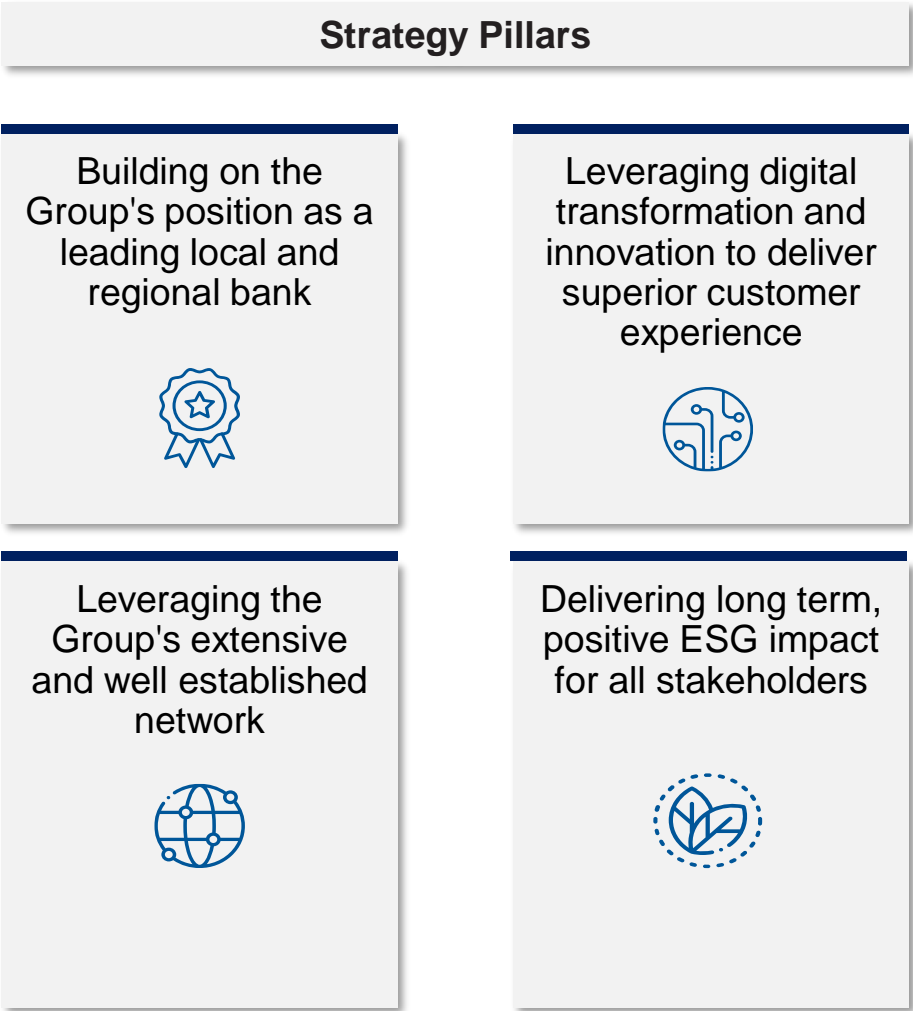 Strategy Pillars
Building on the
Group's position as a
leading local and
regional bank
Leveraging digital
transformation and
innovation to deliver
superior customer
experience
Leveraging the
Group's extensive
and well established
network
Delivering long term,
positive ESG impact
for all stakeholders